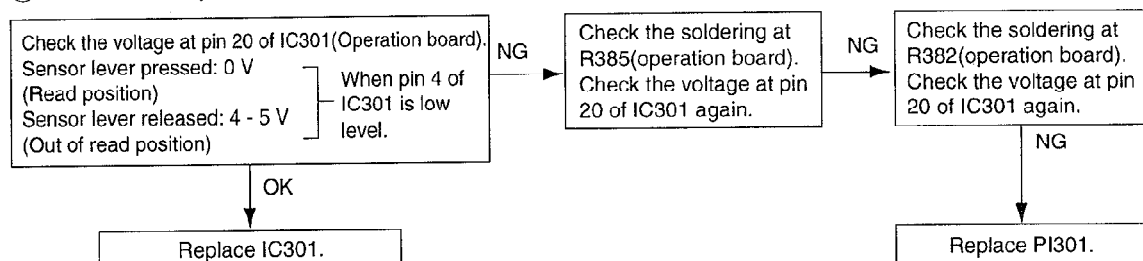 Check the voltage at pin 20 of IC301(Operation board).
Sensor lever pressed: 0 V
(Read position)
Sensor lever released: 4 - 5 V
(Out of read position)
When pin 4 of
IC301 is low
level.
NG
Check the soldering at
R385(operation board).
Check the voltage at pin
20 of IC301 again.
NG
Check the soldering at
R382(operation board).
Check the voltage at pin
20 of IC301 again.
OK
NG
Replace IC301.
Replace PI301.